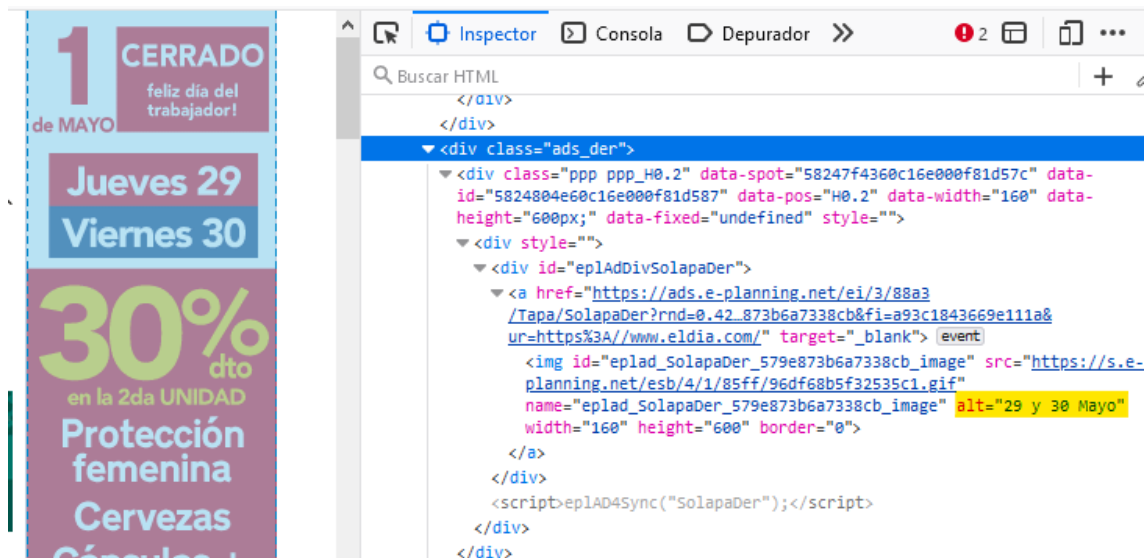 1
de MAYO
CERRADO
feliz día del
trabajador!
Jueves 29
Viernes 30
30%
dto
en la 2da UNIDAD
Protección
femenina
Cervezas
Inspector
Consola
Depurador
2
Buscar HTML
</div>
</div>
<div class="ads_der">
<div class="ppp ppp_H0.2" data-spot="58247f4360c16e000f81d57c" data-
id="5824804e60c16e000f81d587" data-pos="H0.2" data-width="160" data-
height="600px;" data-fixed="undefined" style="">
<div style="">
<div id="eplAdDivSolapaDer">
<a href="https://ads.e-planning.net/ei/3/88a3
/Tapa/SolapaDer?rnd=0.42…873b6a7338cb&fi=a93c1843669e111a&
ur=https%3A//www.eldia.com/" target="_blank"> event
<img id="eplad_SolapaDer_579e873b6a7338cb_image" src="https://s.e-
planning.net/esb/4/1/85ff/96df68b5f32535c1.gif"
name="eplad_SolapaDer_579e873b6a7338cb_image" alt="29 y 30 Mayo"
width="160" height="600" border="0">
</a>
</div>
<script>eplAD4Sync("SolapaDer");</script>
</div>
</div>